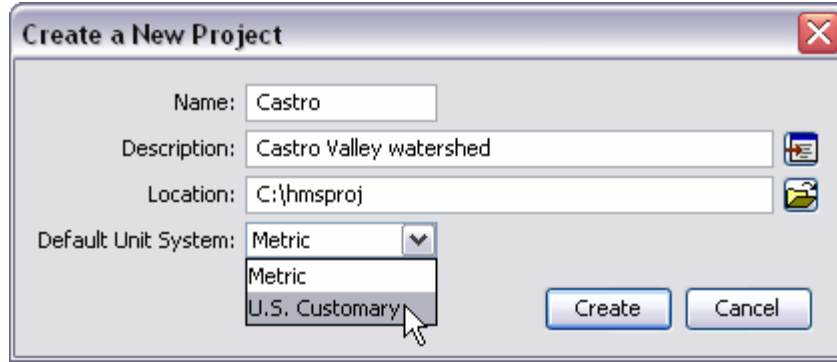 Create a New Project
Name: Castro
Description: Castro Valley watershed
Location: C:\hmsproj
Default Unit System: Metric
Metric
U.S. Customary
Create Cancel